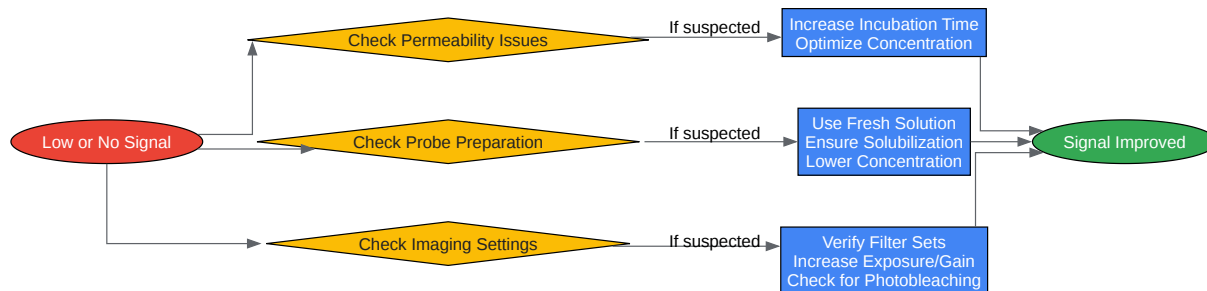 Low or No Signal
Check Permeability Issues
If suspected
Increase Incubation Time
Optimize Concentration
Check Probe Preparation
If suspected
Use Fresh Solution
Ensure Solubilization
Lower Concentration
Signal Improved
Check Imaging Settings
If suspected
Verify Filter Sets
Increase Exposure/Gain
Check for Photobleaching